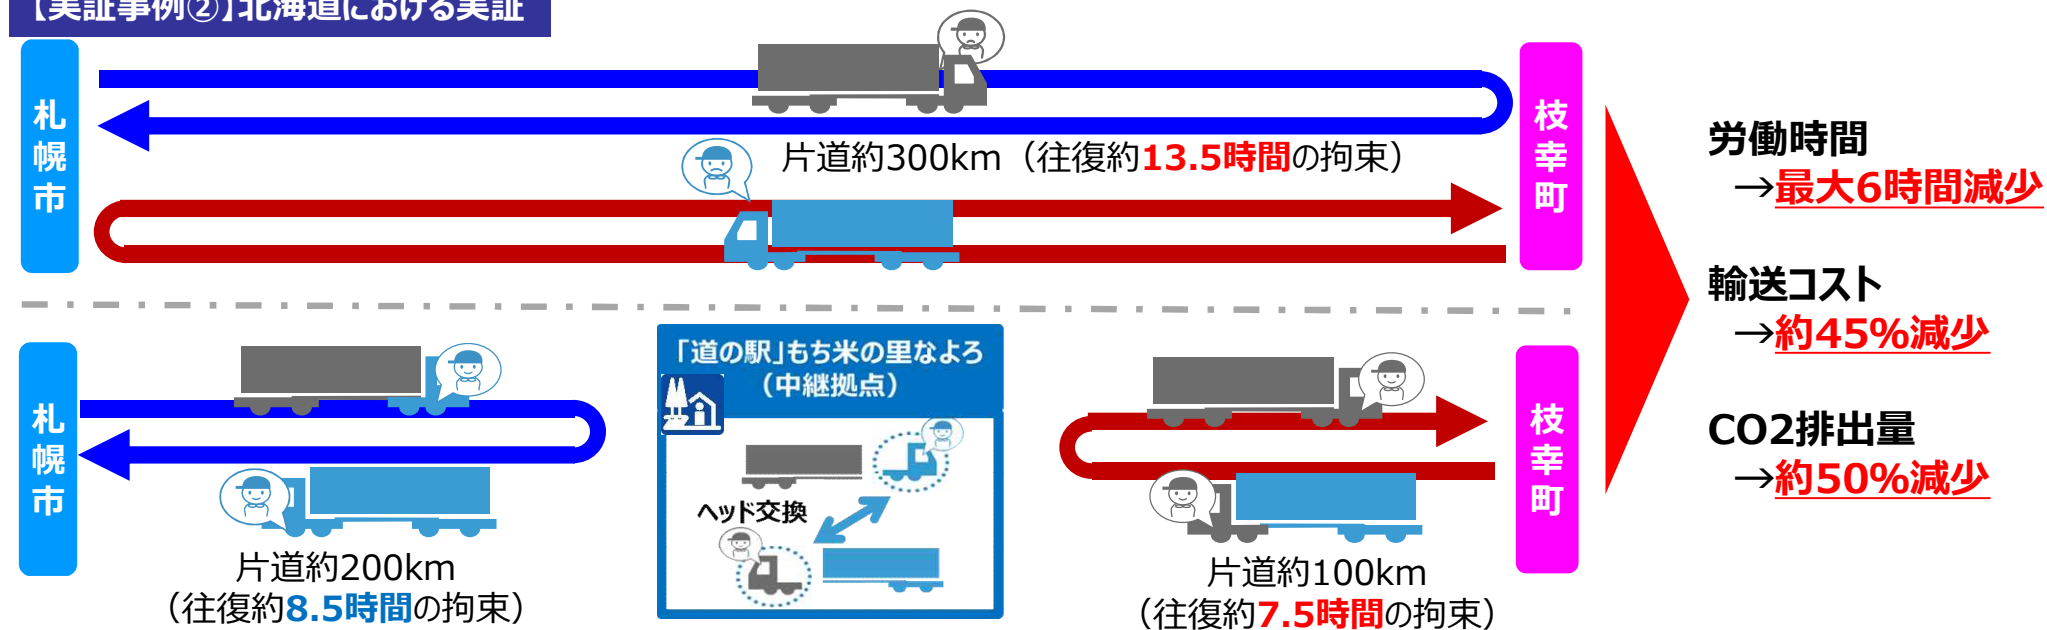 【実証事例②】北海道における実証
札幌市
枝幸町
片道約300km（往復約13.5時間の拘束）
札幌市
「道の駅」もち米の里なよろ
（中継拠点）
ヘッド交換
枝幸町
片道約200km
（往復約8.5時間の拘束）
片道約100km
（往復約7.5時間の拘束）
労働時間
→最大6時間減少
輸送コスト
→約45%減少
CO2排出量
→約50%減少